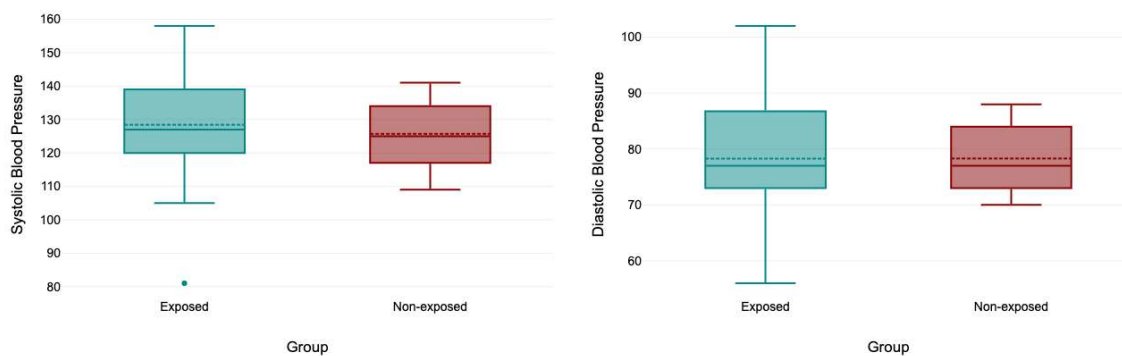 Systolic Blood Pressure
160
150
140
130
120
110
100
90
80
Exposed
Non-exposed
Group
Diastolic Blood Pressure
100
90
80
70
60
Exposed
Non-exposed
Group